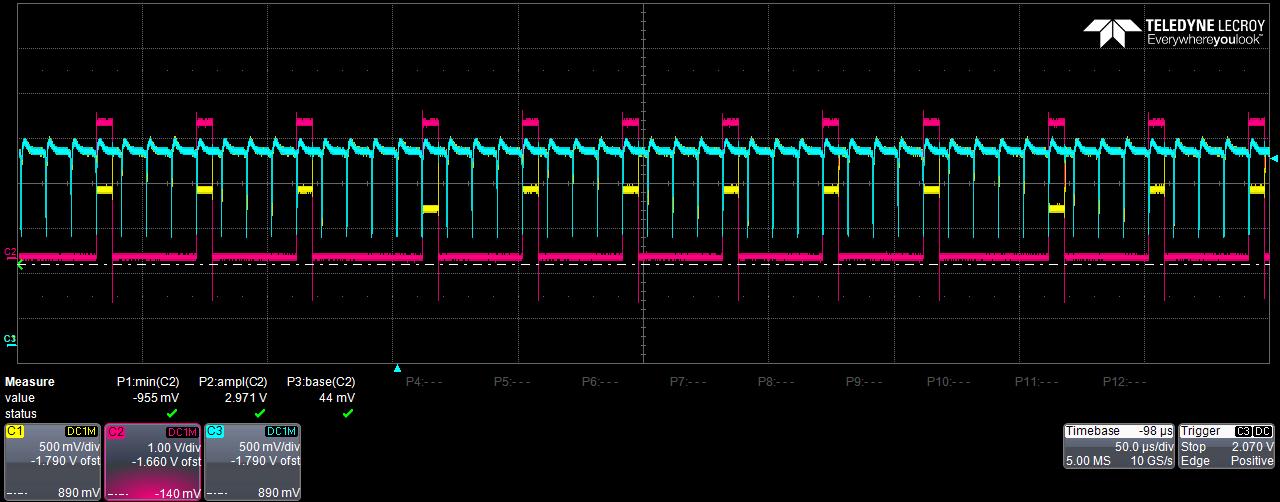 TELEDYNE LECROY
Everywhereyoulook™
C2
C3
Measure P1:min(C2) P2:ampl(C2) P3:base(C2) P4:- - - P5:- - - P6:- - - P7:- - - P8:- - - P9:- - - P10:- - - P11:- - - P12:- - -
value -955 mV 2.971 V 44 mV
status
C1 DC1M C2 DC1M C3 DC1M Timebase -98 µs Trigger C3 DC
500 mV/div 1.00 V/div 500 mV/div 50.0 µs/div Stop 2.070 V
-1.790 V ofst -1.660 V ofst -1.790 V ofst 5.00 MS 10 GS/s Edge Positive
890 mV -140 mV 890 mV